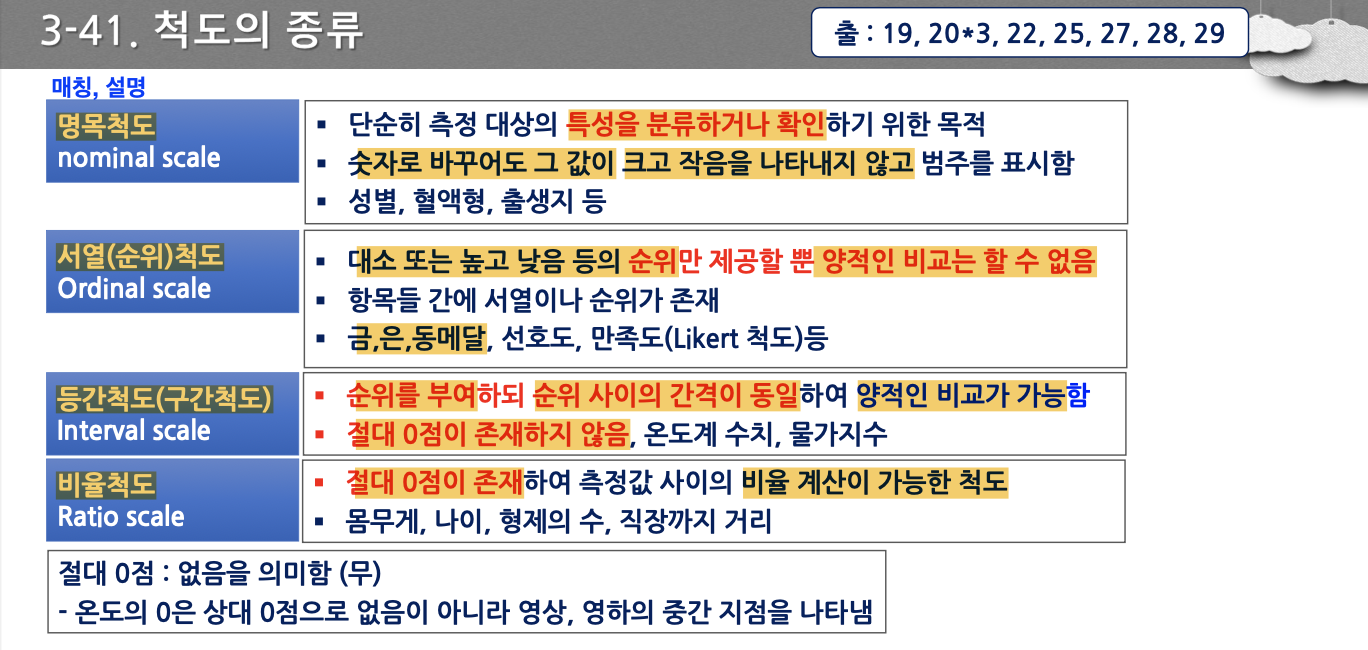 3-41. 척도의 종류
출 : 19, 20*3, 22, 25, 27, 28, 29
매칭, 설명
명목척도
nominal scale
▪ 단순히 측정 대상의 특성을 분류하거나 확인하기 위한 목적
▪ 숫자로 바꾸어도 그 값이 크고 작음을 나타내지 않고 범주를 표시함
▪ 성별, 혈액형, 출생지 등
서열(순위)척도
Ordinal scale
▪ 대소 또는 높고 낮음 등의 순위만 제공할 뿐 양적인 비교는 할 수 없음
▪ 항목들 간에 서열이나 순위가 존재
▪ 금,은,동메달, 선호도, 만족도(Likert 척도)등
등간척도(구간척도)
Interval scale
▪ 순위를 부여하되 순위 사이의 간격이 동일하여 양적인 비교가 가능함
▪ 절대 0점이 존재하지 않음, 온도계 수치, 물가지수
비율척도
Ratio scale
▪ 절대 0점이 존재하여 측정값 사이의 비율 계산이 가능한 척도
▪ 몸무게, 나이, 형제의 수, 직장까지 거리
절대 0점 : 없음을 의미함 (무)
- 온도의 0은 상대 0점으로 없음이 아니라 영상, 영하의 중간 지점을 나타냄